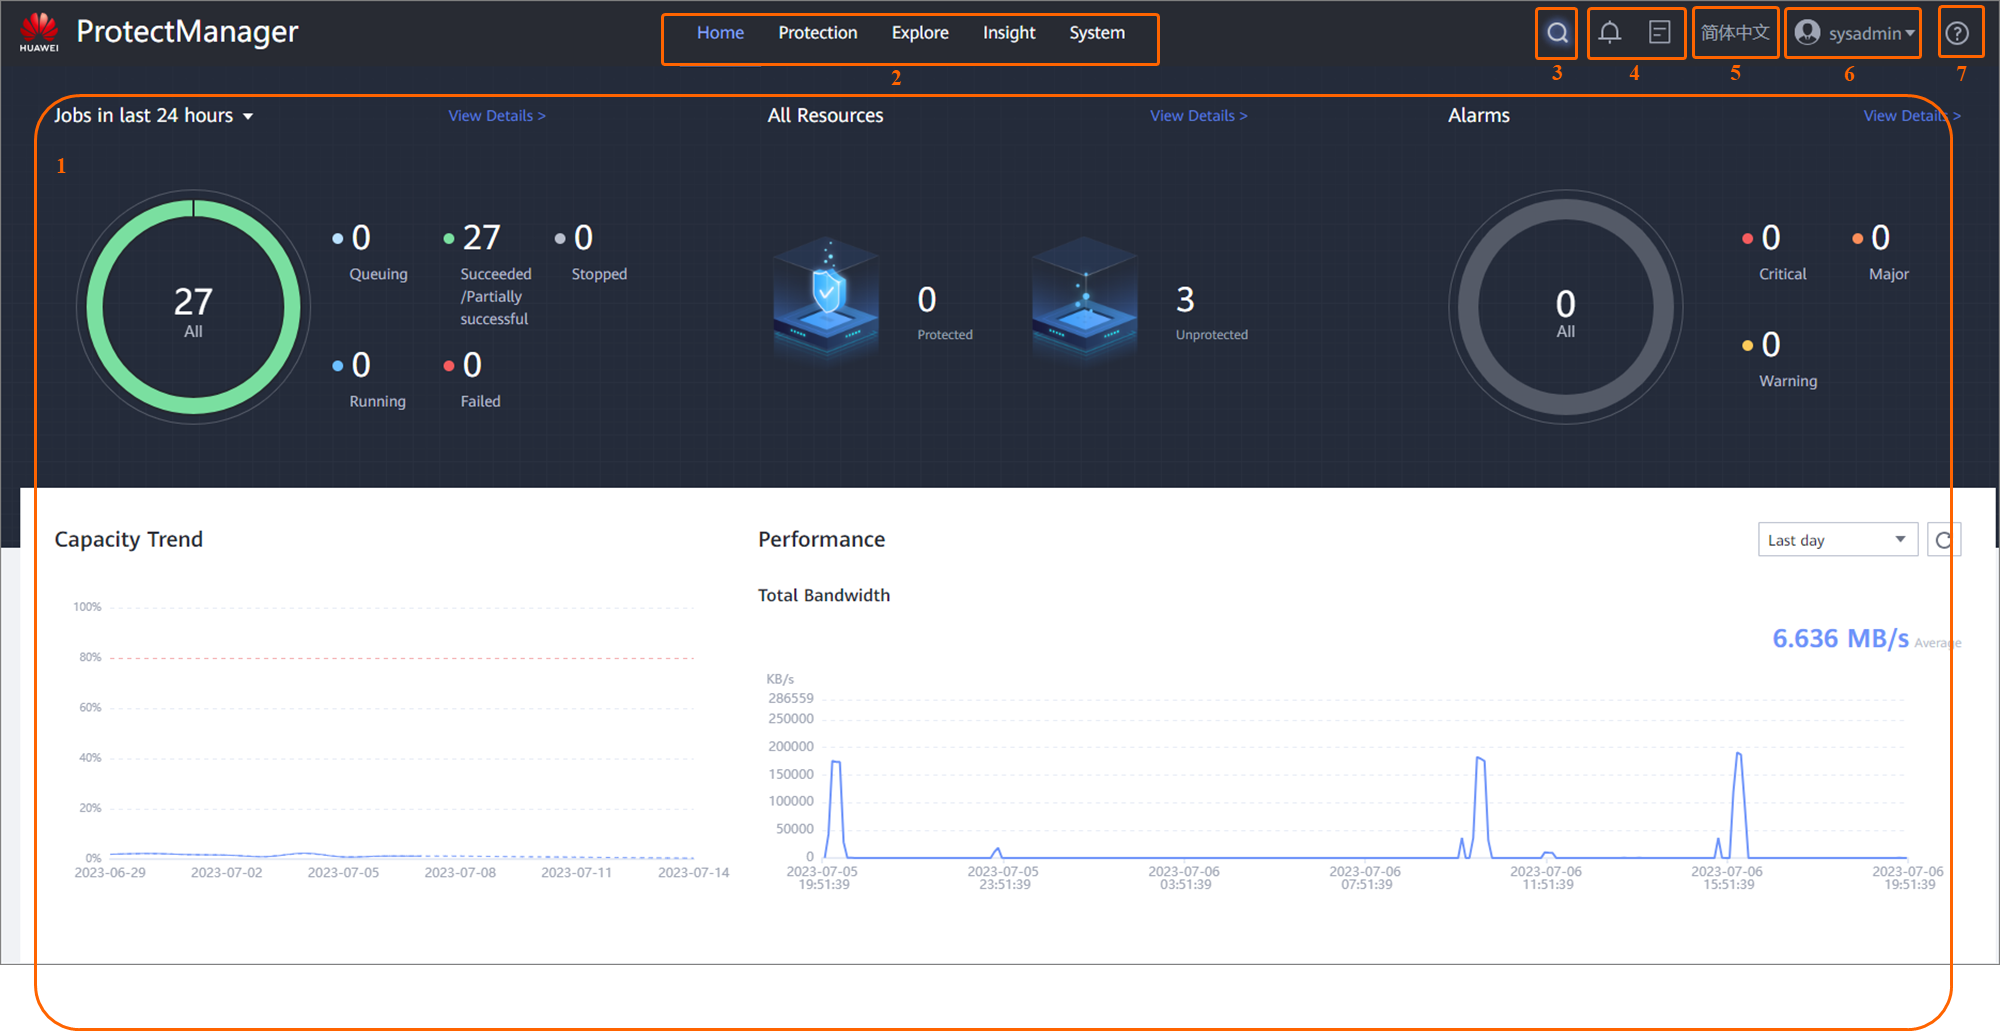 HUAWEI
ProtectManager
Home Protection Explore Insight System
简体中文
sysadmin
2
3
4
5
6
7
Jobs in last 24 hours
View Details >
All Resources
View Details >
Alarms
View Details >
1
27
All
0
Queuing
27
Succeeded
/Partially
successful
0
Stopped
0
Running
0
Failed
0
Protected
3
Unprotected
0
All
0
Critical
0
Major
0
Warning
Capacity Trend
100%
80%
60%
40%
20%
0%
2023-06-29 2023-07-02 2023-07-05 2023-07-08 2023-07-11 2023-07-14
Performance
Last day
Total Bandwidth
6.636 MB/s Average
KB/s
286559
250000
200000
150000
100000
50000
0
2023-07-05 2023-07-05 2023-07-06 2023-07-06 2023-07-06 2023-07-06 2023-07-06
19:51:39 23:51:39 03:51:39 07:51:39 11:51:39 15:51:39 19:51:39